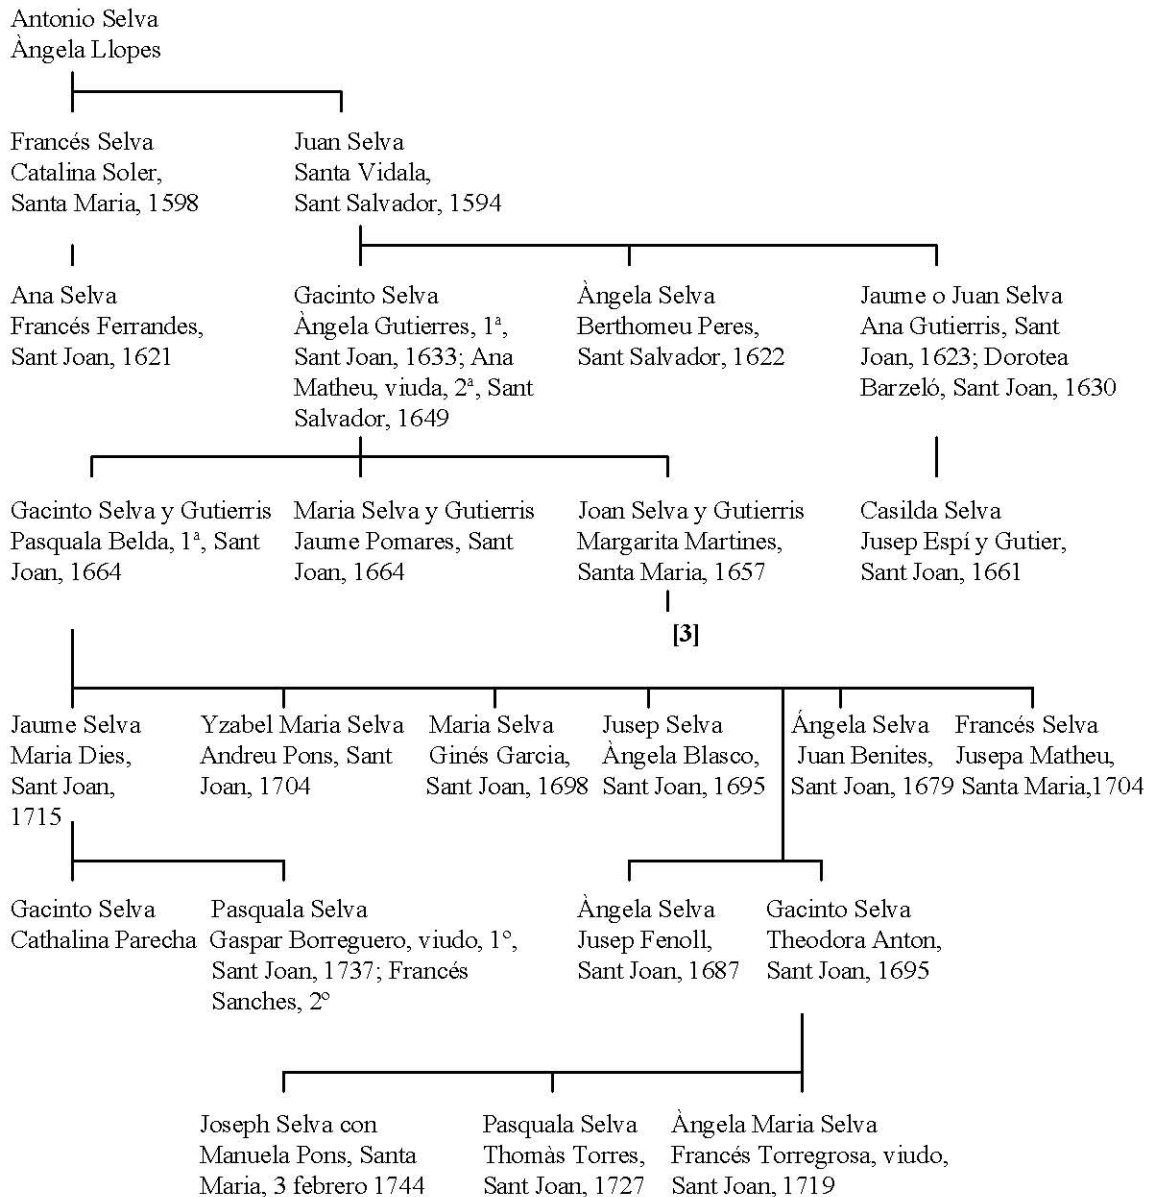 Antonio Selva
Àngela Llopes
Francés Selva
Catalina Soler,
Santa Maria, 1598
Juan Selva
Santa Vidala,
Sant Salvador, 1594
Ana Selva
Francés Ferrandes,
Sant Joan, 1621
Gacinto Selva
Àngela Gutierres, 1ª,
Sant Joan, 1633; Ana
Matheu, viuda, 2ª, Sant
Salvador, 1649
Àngela Selva
Berthomeu Peres,
Sant Salvador, 1622
Jaume o Juan Selva
Ana Gutierris, Sant
Joan, 1623; Dorotea
Barzeló, Sant Joan, 1630
Gacinto Selva y Gutierris
Pasquala Belda, 1ª, Sant
Joan, 1664
Maria Selva y Gutierris
Jaume Pomares, Sant
Joan, 1664
Joan Selva y Gutierris
Margarita Martines,
Santa Maria, 1657
[3]
Casilda Selva
Jusep Espí y Gutier,
Sant Joan, 1661
Jaume Selva
Maria Dies,
Sant Joan,
1715
Yzabel Maria Selva
Andreu Pons, Sant
Joan, 1704
Maria Selva
Ginés Garcia,
Sant Joan, 1698
Jusep Selva
Àngela Blasco,
Sant Joan, 1695
Ángela Selva
Juan Benites,
Sant Joan, 1679
Francés Selva
Jusepa Matheu,
Santa Maria,1704
Gacinto Selva
Cathalina Parecha
Pasquala Selva
Gaspar Borreguero, viudo, 1º,
Sant Joan, 1737; Francés
Sanches, 2º
Àngela Selva
Jusep Fenoll,
Sant Joan, 1687
Gacinto Selva
Theodora Anton,
Sant Joan, 1695
Joseph Selva con
Manuela Pons, Santa
Maria, 3 febrero 1744
Pasquala Selva
Thomàs Torres,
Sant Joan, 1727
Àngela Maria Selva
Francés Torregrosa, viudo,
Sant Joan, 1719